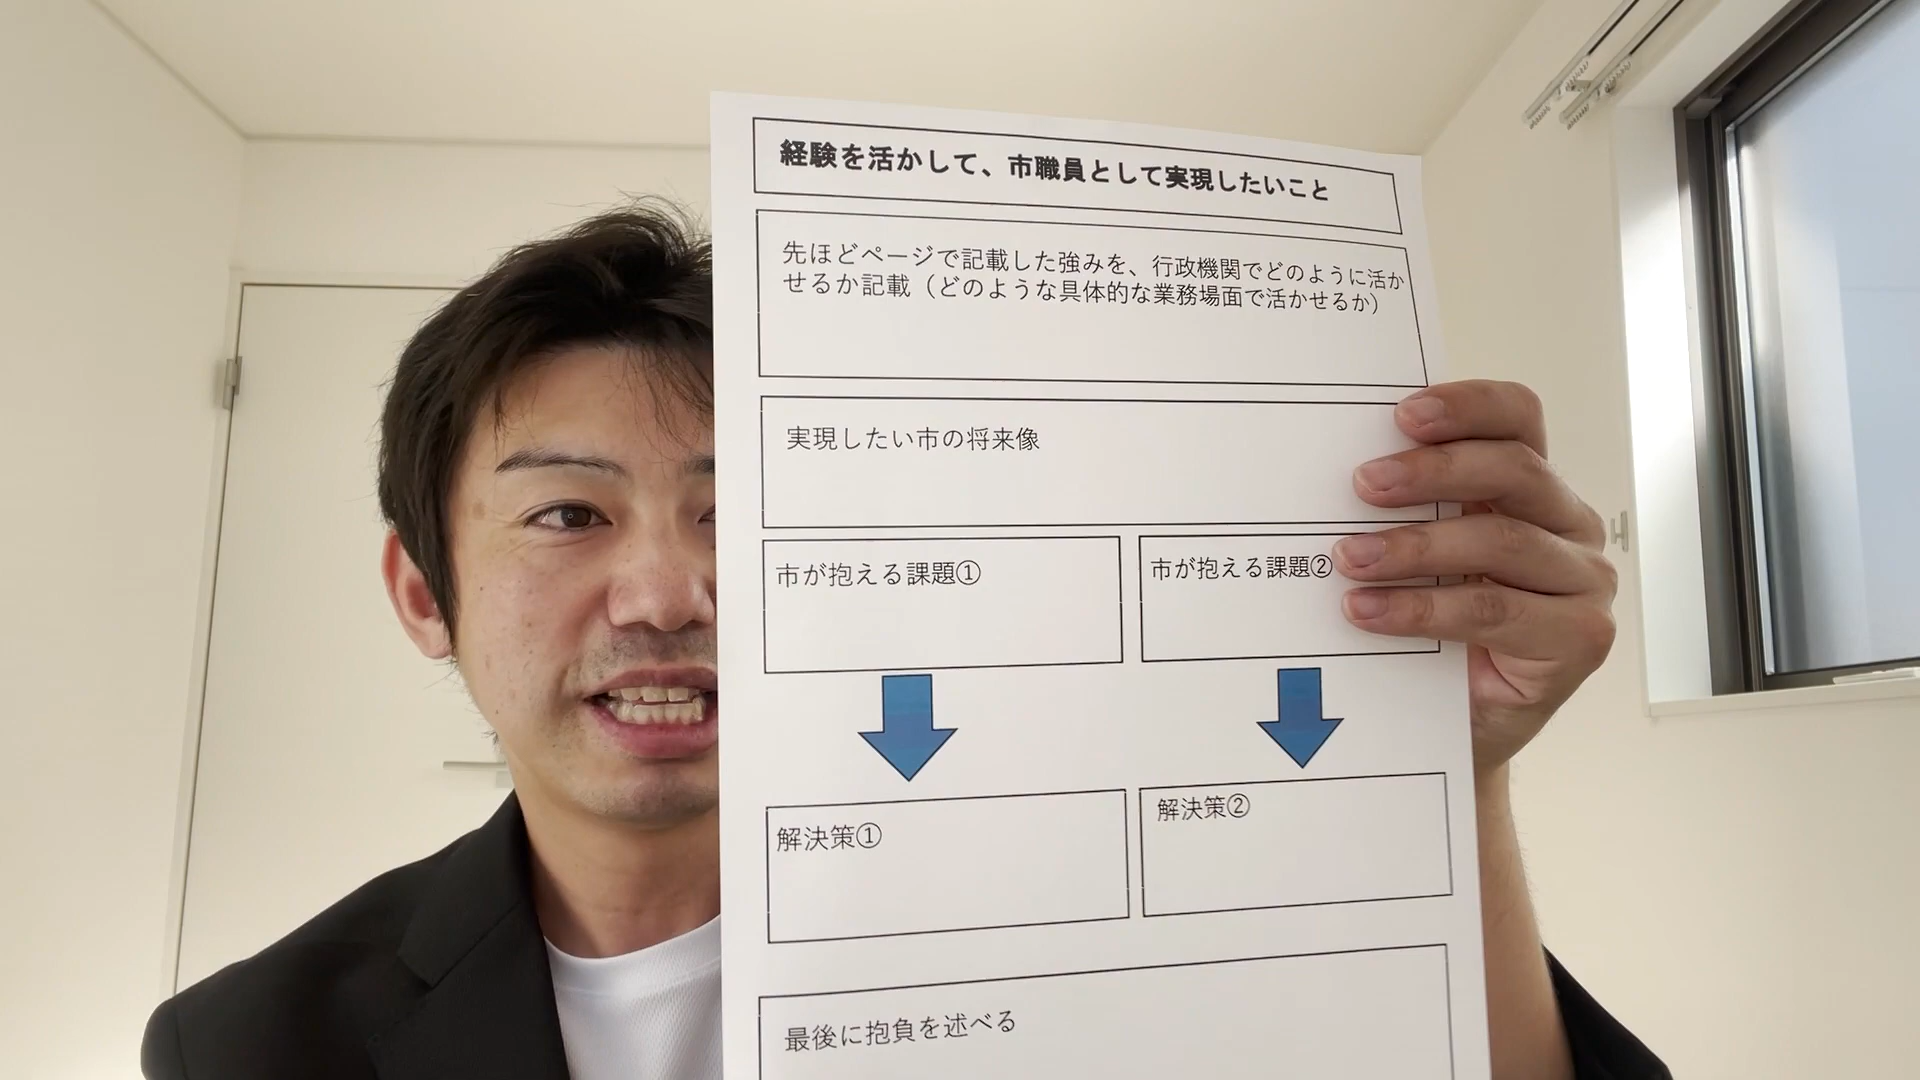 経験を活かして、市職員として実現したいこと
先ほどページで記載した強みを、行政機関でどのように活か
せるか記載（どのような具体的な業務場面で活かせるか）
実現したい市の将来像
市が抱える課題①
市が抱える課題②
解決策①
解決策②
最後に抱負を述べる